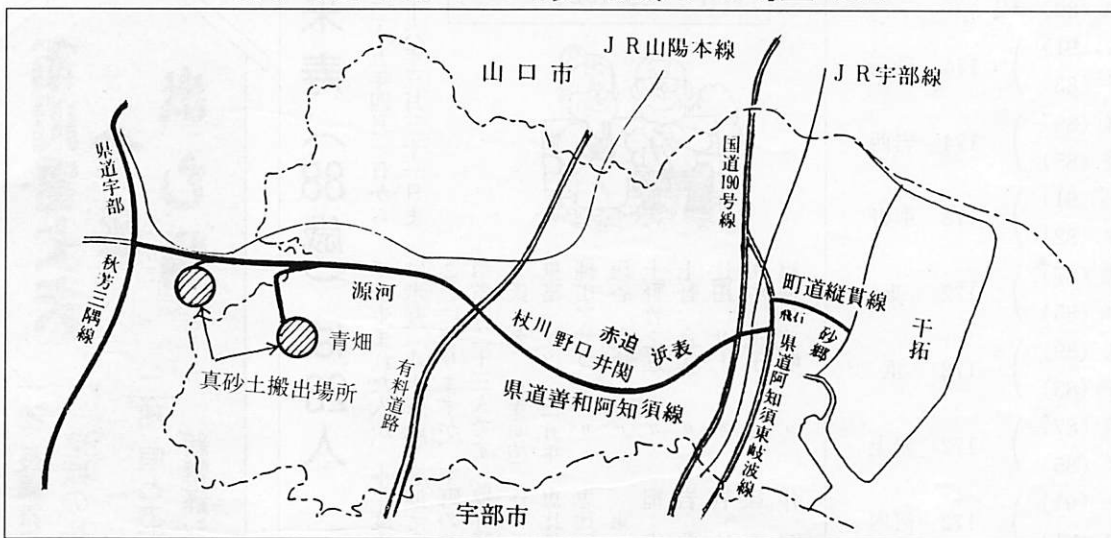 JR山陽本線
山口市
JR宇部線
県道宇部
秋芳三隅線
国道190号線
源河
青畑
真砂土搬出場所
有料道路
杖川
野口
赤迫
井関
浜表
県道善和阿知須線
町道縦貫線
飛石
砂郷
県道阿知須東岐波線
干拓
宇部市